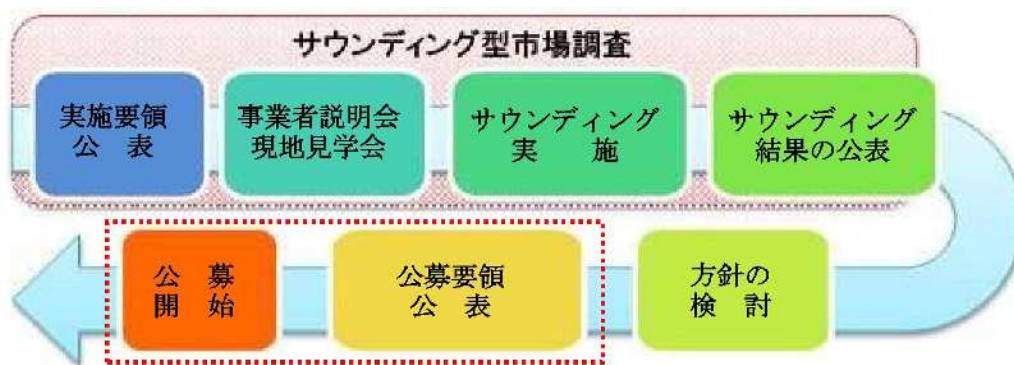 サウンディング型市場調査
実施要領
公 表
事業者説明会
現地見学会
サウンディング
実 施
サウンディング
結果の公表
方針の
検 討
公募要領
公 表
公 募
開 始